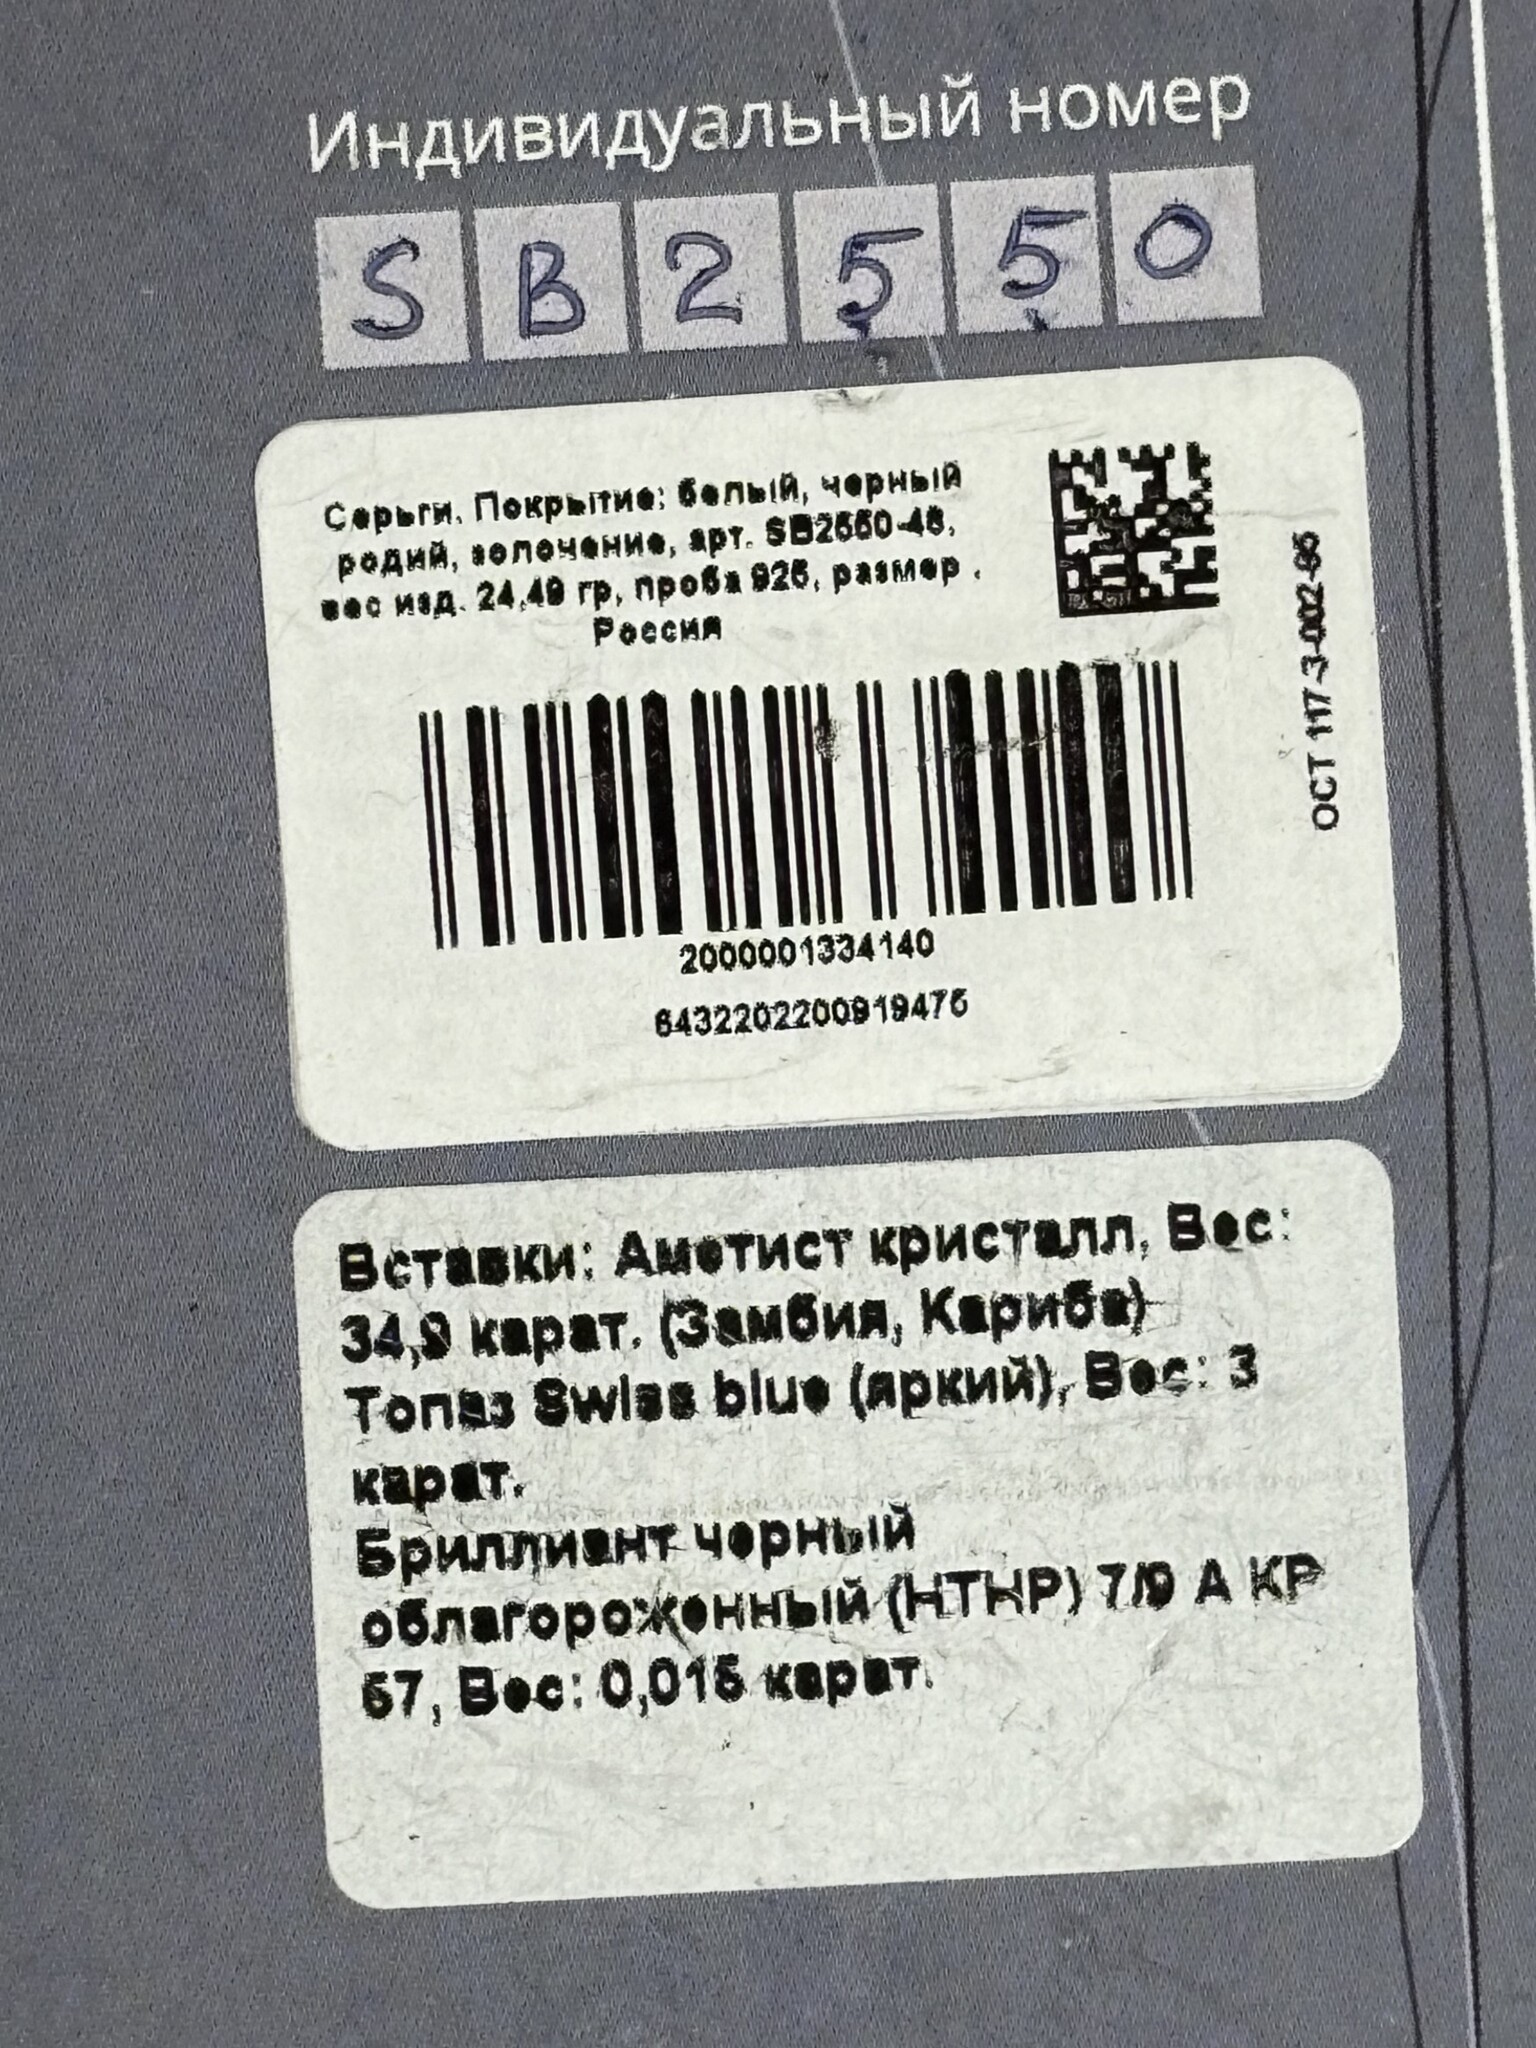 Индивидуальный номер
SB2550
Серьги. Покрытие: белый, черный
родий, золочение, арт. SB2550-48,
вес изд. 24,49 гр, проба 925, размер .
Россия
ОСТ 117-3-002-95
2000001334140
6432202200919475
Вставки: Аметист кристалл, Вес:
34,9 карат. (Замбия, Кариба)
Топаз Swiss blue (яркий), Вес: 3
карат.
Бриллиант черный
облагороженный (HTHP) 7/9 А КР
57, Вес: 0,015 карат.